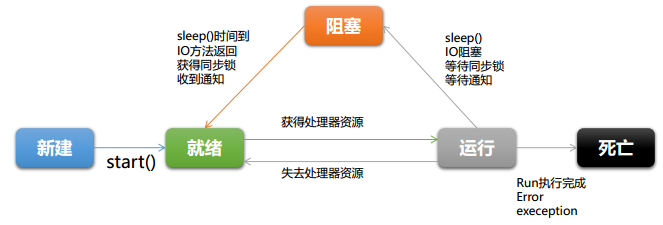 阻塞
sleep()时间到
IO方法返回
获得同步锁
收到通知
sleep()
IO阻塞
等待同步锁
等待通知
新建
start()
就绪
获得处理器资源
失去处理器资源
运行
死亡
Run执行完成
Error
exeception